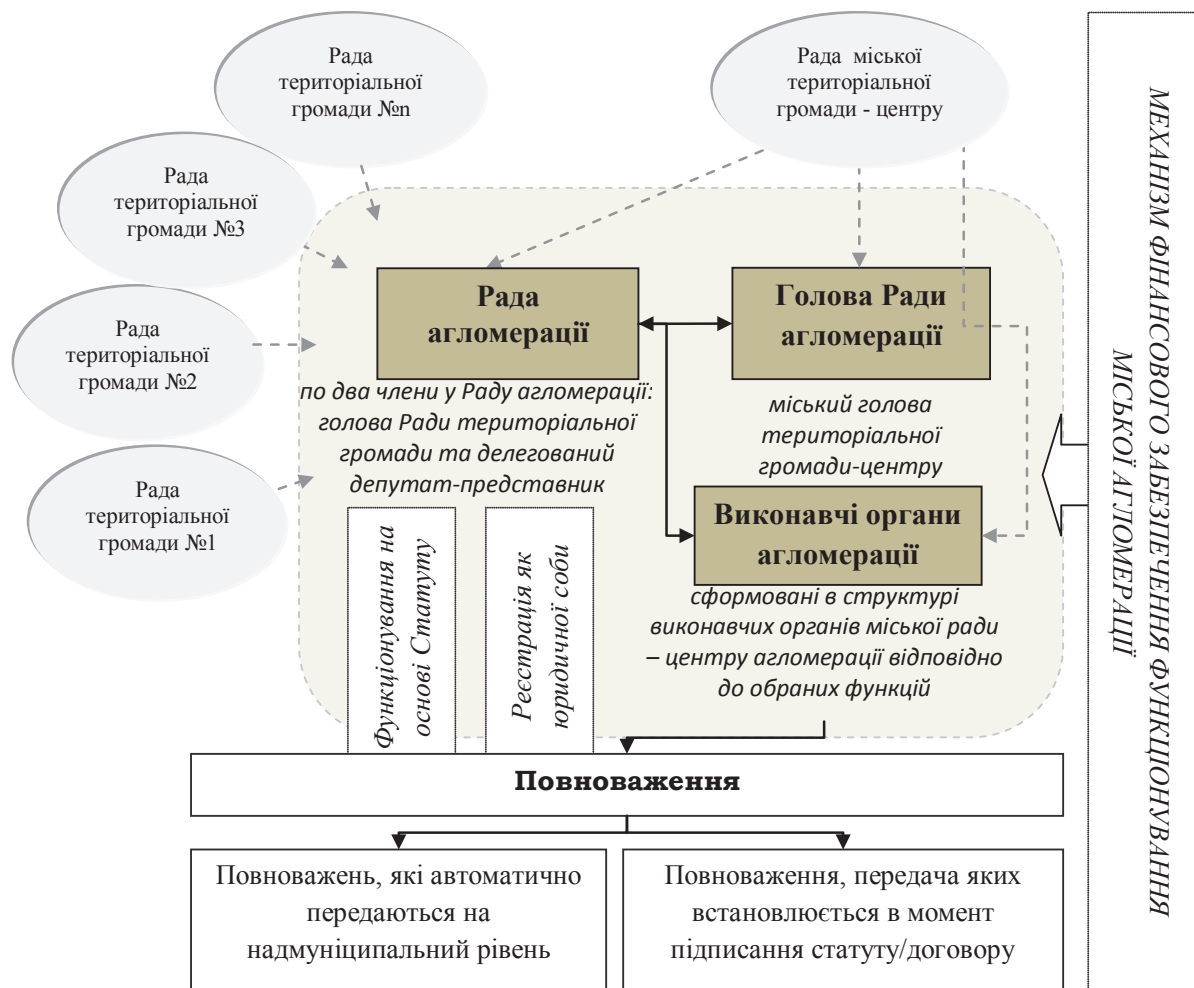 Рада
територіальної
громади №n
Рада міської
територіальної
громади - центру
Рада
територіальної
громади №3
Рада
територіальної
громади №2
Рада
територіальної
громади №1
Рада
агломерації
Голова Ради
агломерації
по два члени у Раду агломерації:
голова Ради територіальної
громади та делегований
депутат-представник
міський голова
територіальної
громади-центру
Виконавчі органи
агломерації
сформовані в структурі
виконавчих органів міської ради
– центру агломерації відповідно
до обраних функцій
Функціонування на
основі Статуту
Реєстрація як
юридичної соби
Повноваження
Повноважень, які автоматично
передаються на
надмуніципальний рівень
Повноваження, передача яких
встановлюється в момент
підписання статуту/договору
МЕХАНІЗМ ФІНАНСОВОГО ЗАБЕЗПЕЧЕННЯ ФУНКЦІОНУВАННЯ
МІСЬКОЇ АГЛОМЕРАЦІЇ